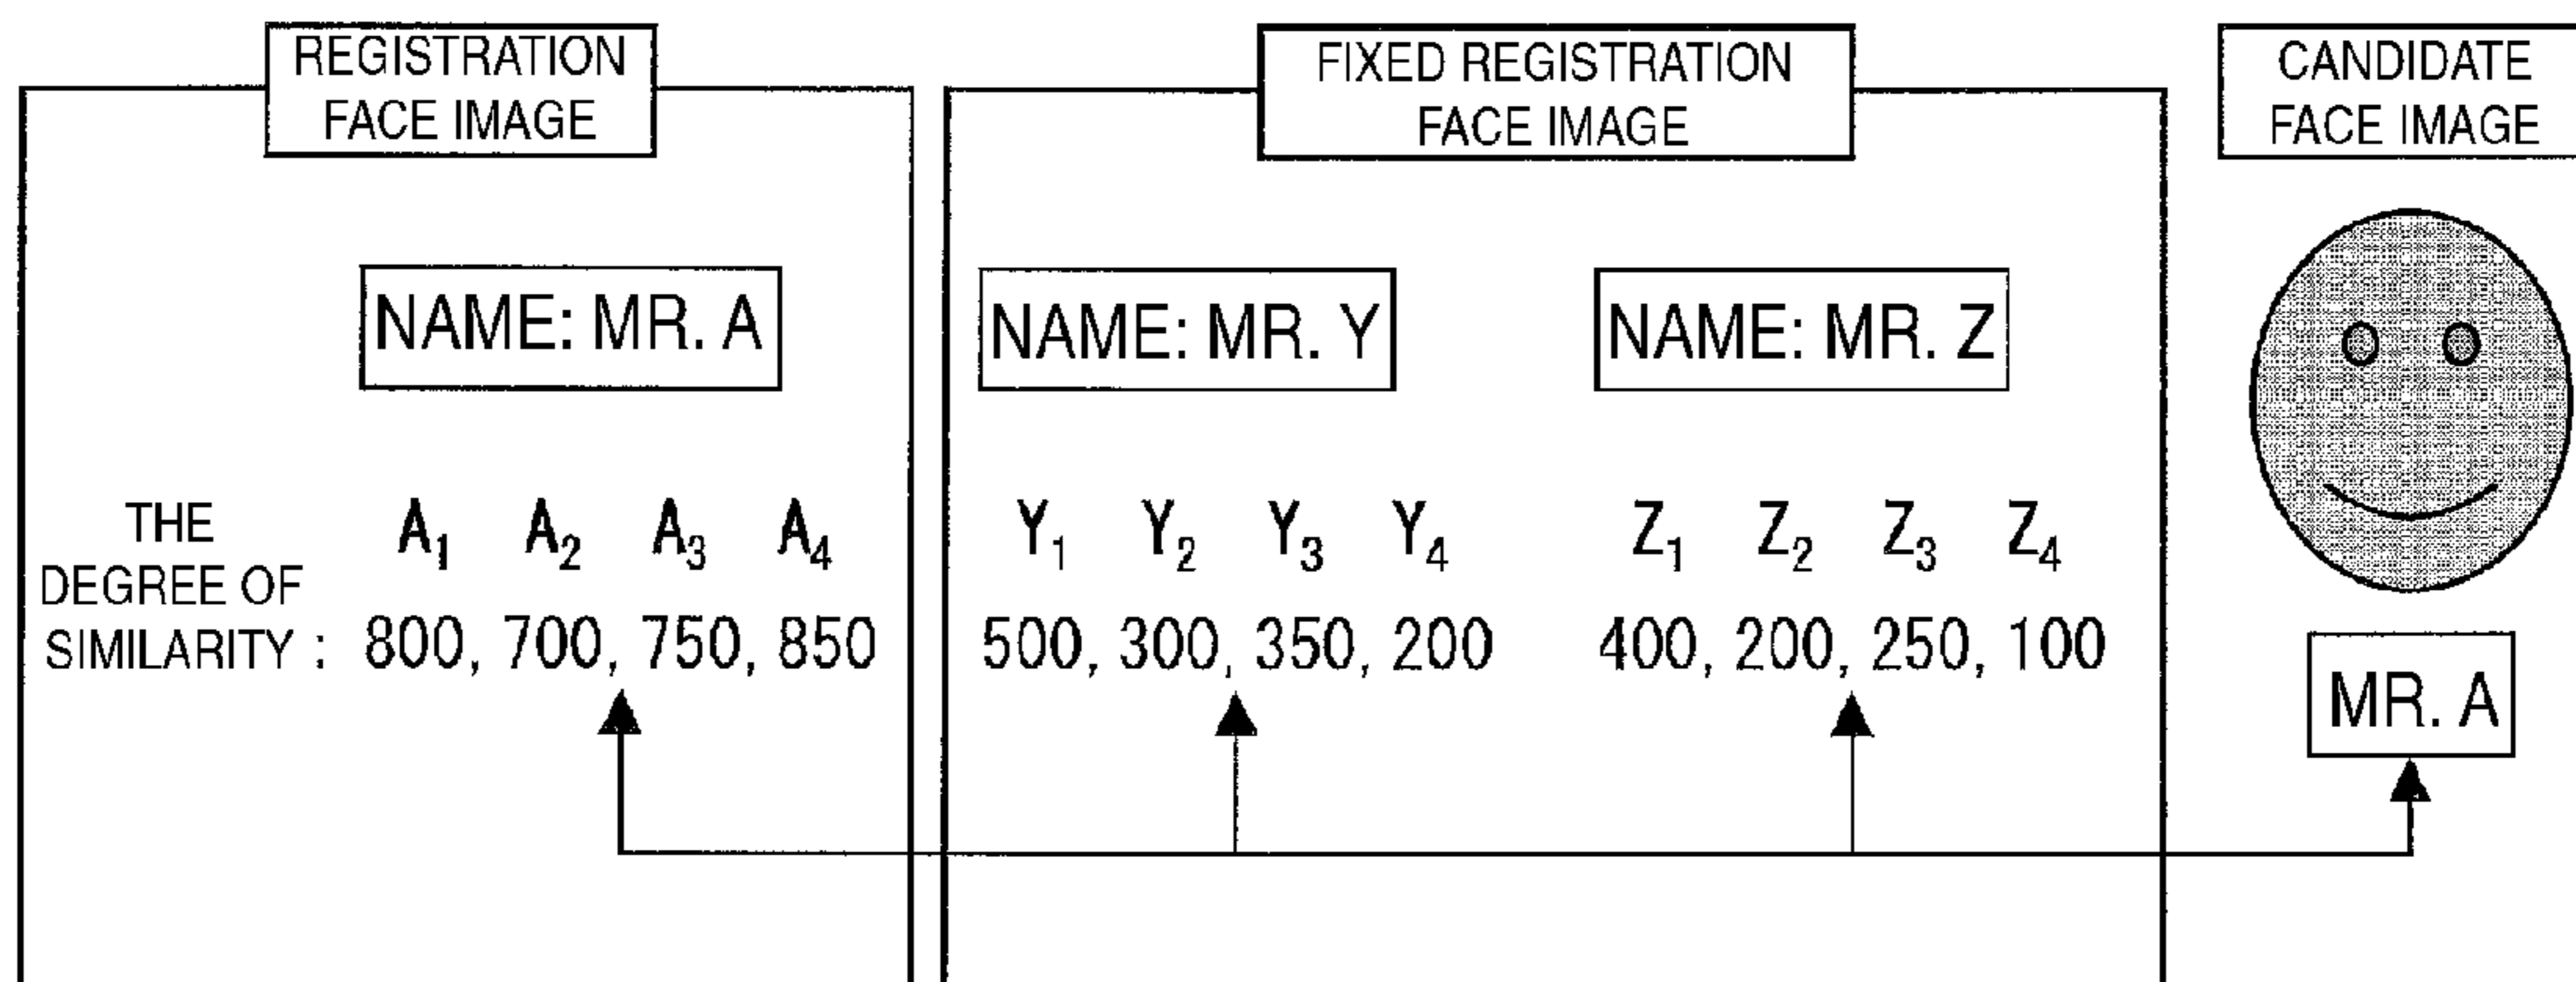 REGISTRATION
FACE IMAGE
FIXED REGISTRATION
FACE IMAGE
CANDIDATE
FACE IMAGE
NAME: MR. A
NAME: MR. Y
NAME: MR. Z
THE
DEGREE OF
SIMILARITY :
A₁ A₂ A₃ A₄
800, 700, 750, 850
Y₁ Y₂ Y₃ Y₄
500, 300, 350, 200
Z₁ Z₂ Z₃ Z₄
400, 200, 250, 100
MR. A